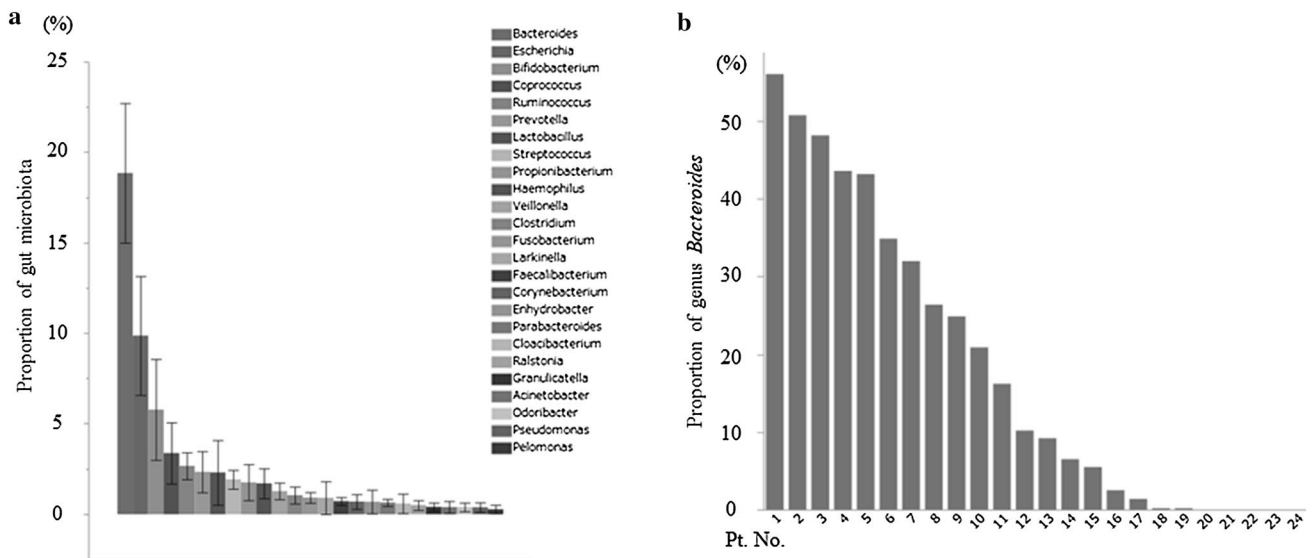 a
(%)
Proportion of gut microbiota
25
20
15
10
5
0
Bacteroides
Escherichia
Bifidobacterium
Coprococcus
Ruminococcus
Prevotella
Lactobacillus
Streptococcus
Propionibacterium
Haemophilus
Veillonella
Clostridium
Fusobacterium
Larkinella
Faecalibacterium
Corynebacterium
Enhydrobacter
Parabacteroides
Cloacibacterium
Ralstonia
Granulicatella
Acinetobacter
Odoribacter
Pseudomonas
Pelomonas
b
(%)
Proportion of genus Bacteroides
50
40
30
20
10
0
1 2 3 4 5 6 7 8 9 10 11 12 13 14 15 16 17 18 19 20 21 22 23 24
Pt. No.